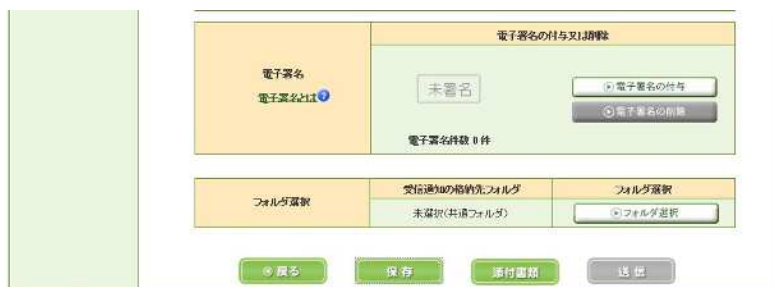 電子署名の付与又は削除
電子署名
電子署名とは?
未署名
電子署名の付与
電子署名の削除
電子署名件数 0 件
フォルダ選択
受信通知の格納先フォルダ
フォルダ選択
未選択(共通フォルダ)
フォルダ選択
戻る
保存
添付書類
送信